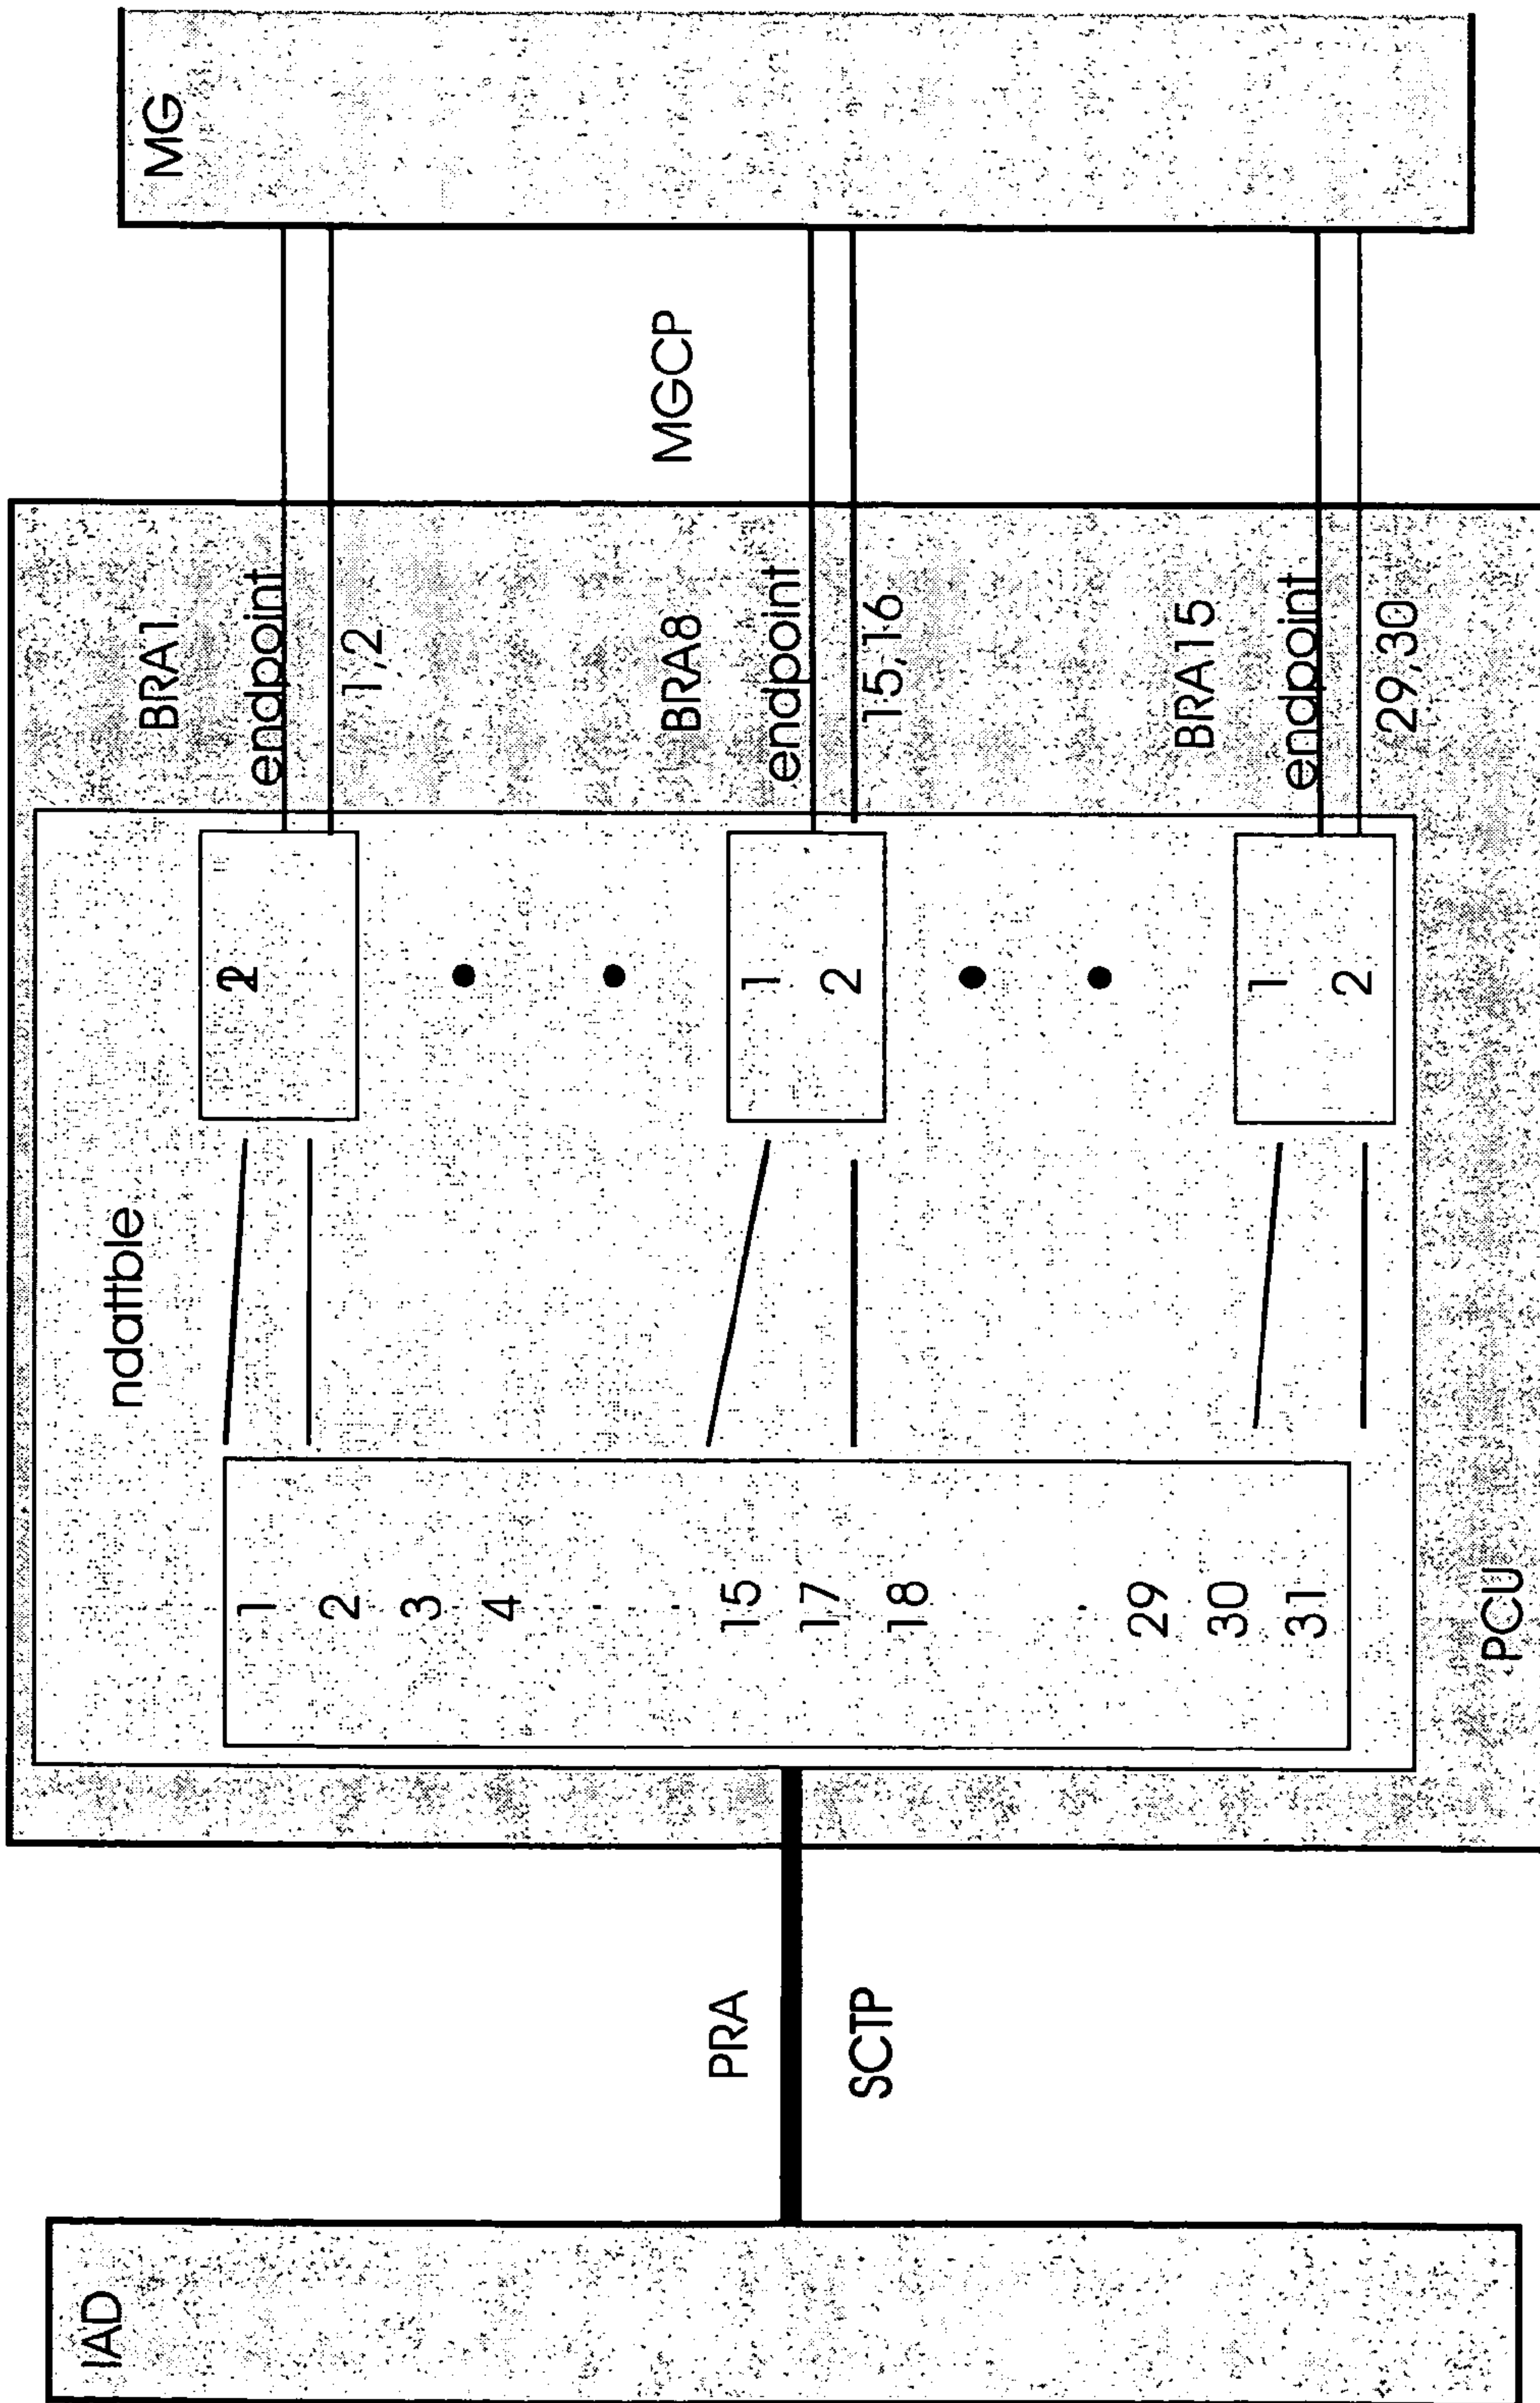 IAD
PRA
SCTP
PCU
1
2
3
4
15
17
18
29
30
31
ndattble
2
1
2
1
2
BRA1
endpoint
1,2
BRA8
endpoint
15,16
BRA15
endpoint
29,30
MGCP
MG